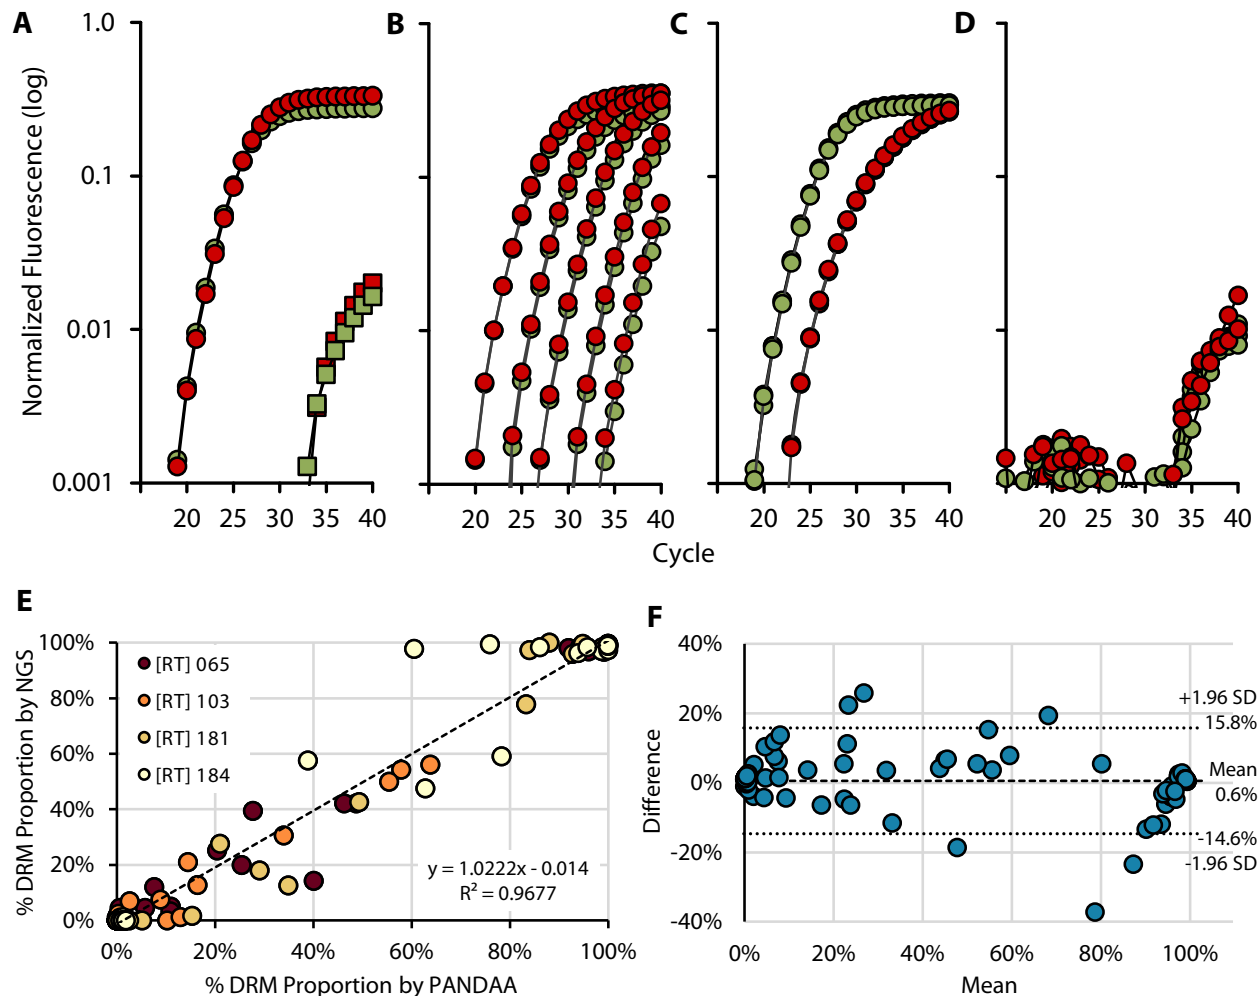 A
B
C
D
Normalized Fluorescence (log)
1.0
0.1
0.01
0.001
20 25 30 35 40
20 25 30 35 40
20 25 30 35 40
20 25 30 35 40
Cycle
E
% DRM Proportion by NGS
100%
80%
60%
40%
20%
0%
[RT] 065
[RT] 103
[RT] 181
[RT] 184
y = 1.0222x - 0.014
R² = 0.9677
0% 20% 40% 60% 80% 100%
% DRM Proportion by PANDAA
F
Difference
40%
20%
0%
-20%
-40%
+1.96 SD
15.8%
Mean
0.6%
-14.6%
-1.96 SD
0% 20% 40% 60% 80% 100%
Mean